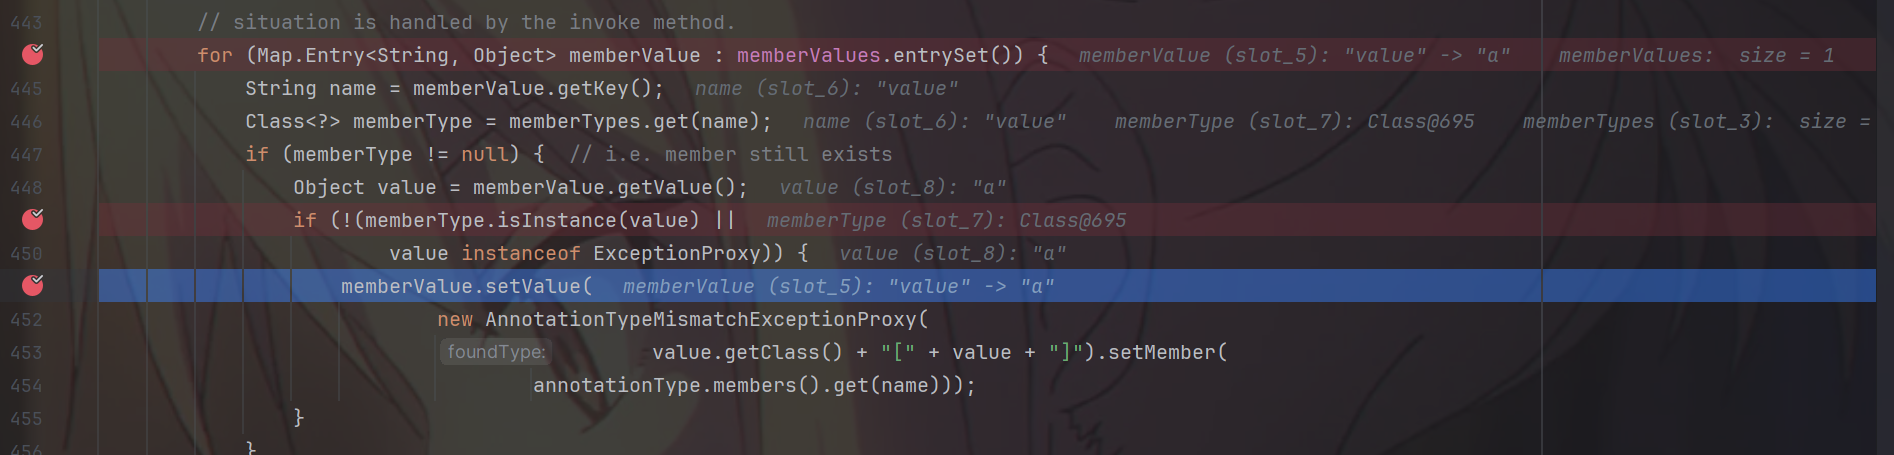 443 // situation is handled by the invoke method.
for (Map.Entry<String, Object> memberValue : memberValues.entrySet()) { memberValue (slot_5): "value" -> "a" memberValues: size = 1
445 String name = memberValue.getKey(); name (slot_6): "value"
446 Class<?> memberType = memberTypes.get(name); name (slot_6): "value" memberType (slot_7): Class@695 memberTypes (slot_3): size =
447 if (memberType != null) { // i.e. member still exists
448 Object value = memberValue.getValue(); value (slot_8): "a"
if (!(memberType.isInstance(value) || memberType (slot_7): Class@695
450 value instanceof ExceptionProxy)) { value (slot_8): "a"
memberValue.setValue( memberValue (slot_5): "value" -> "a"
452 new AnnotationTypeMismatchExceptionProxy(
453 foundType: value.getClass() + "[" + value + "]").setMember(
454 annotationType.members().get(name)));
455 }
456 }